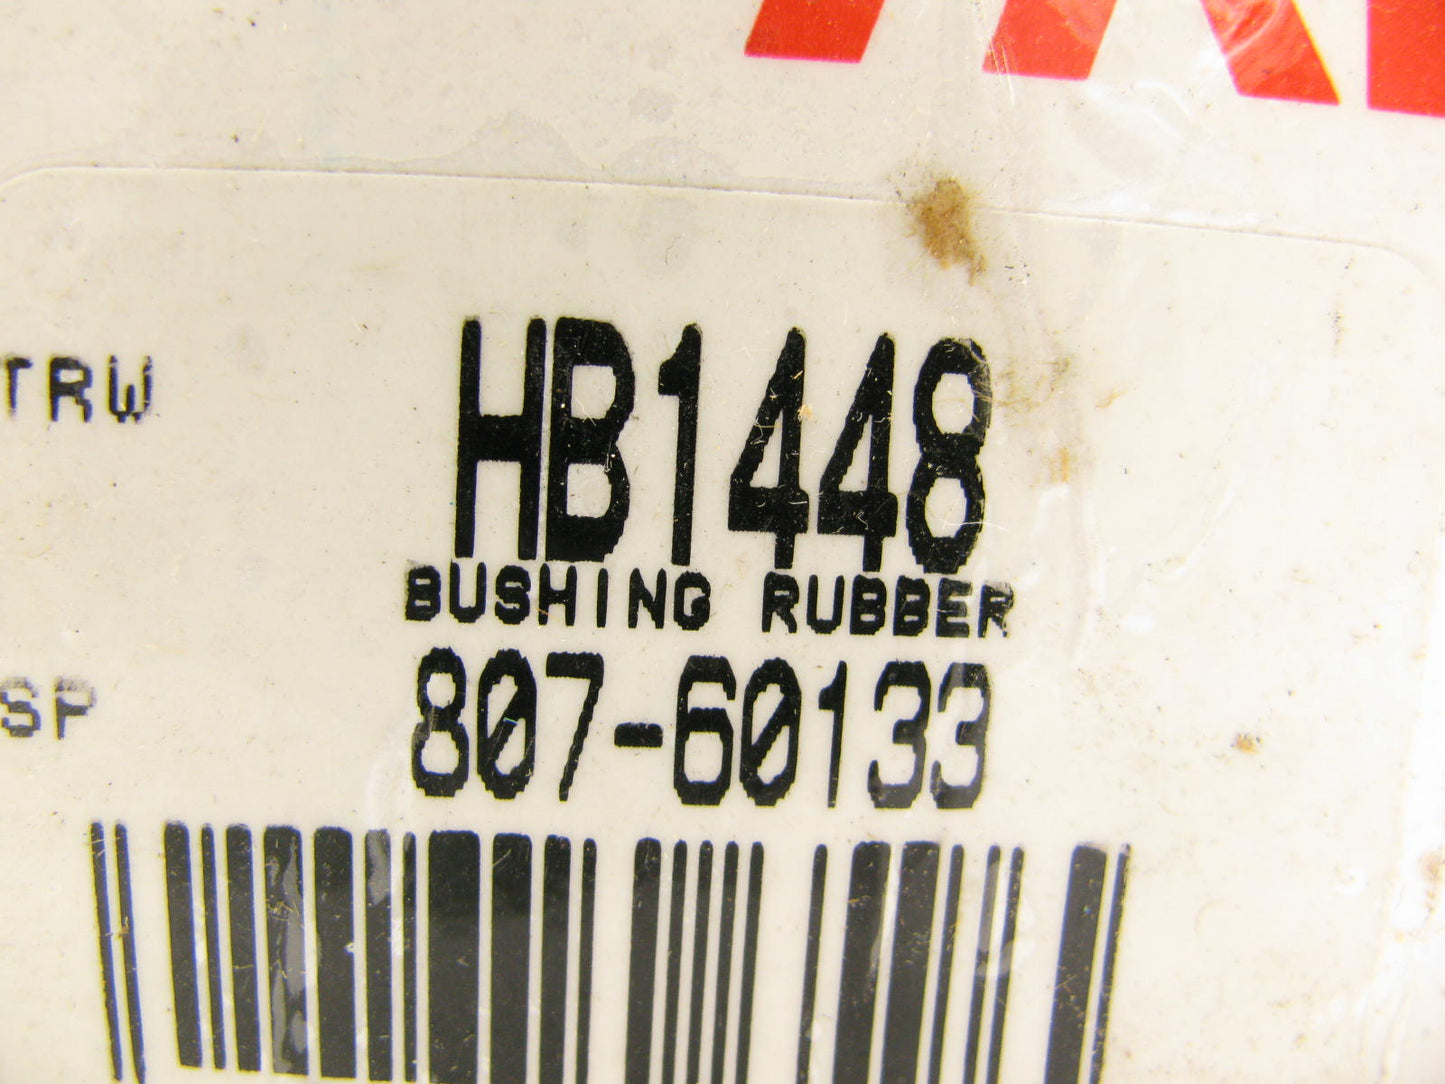 TRW
HB1448
BUSHING RUBBER
SP
807-60133